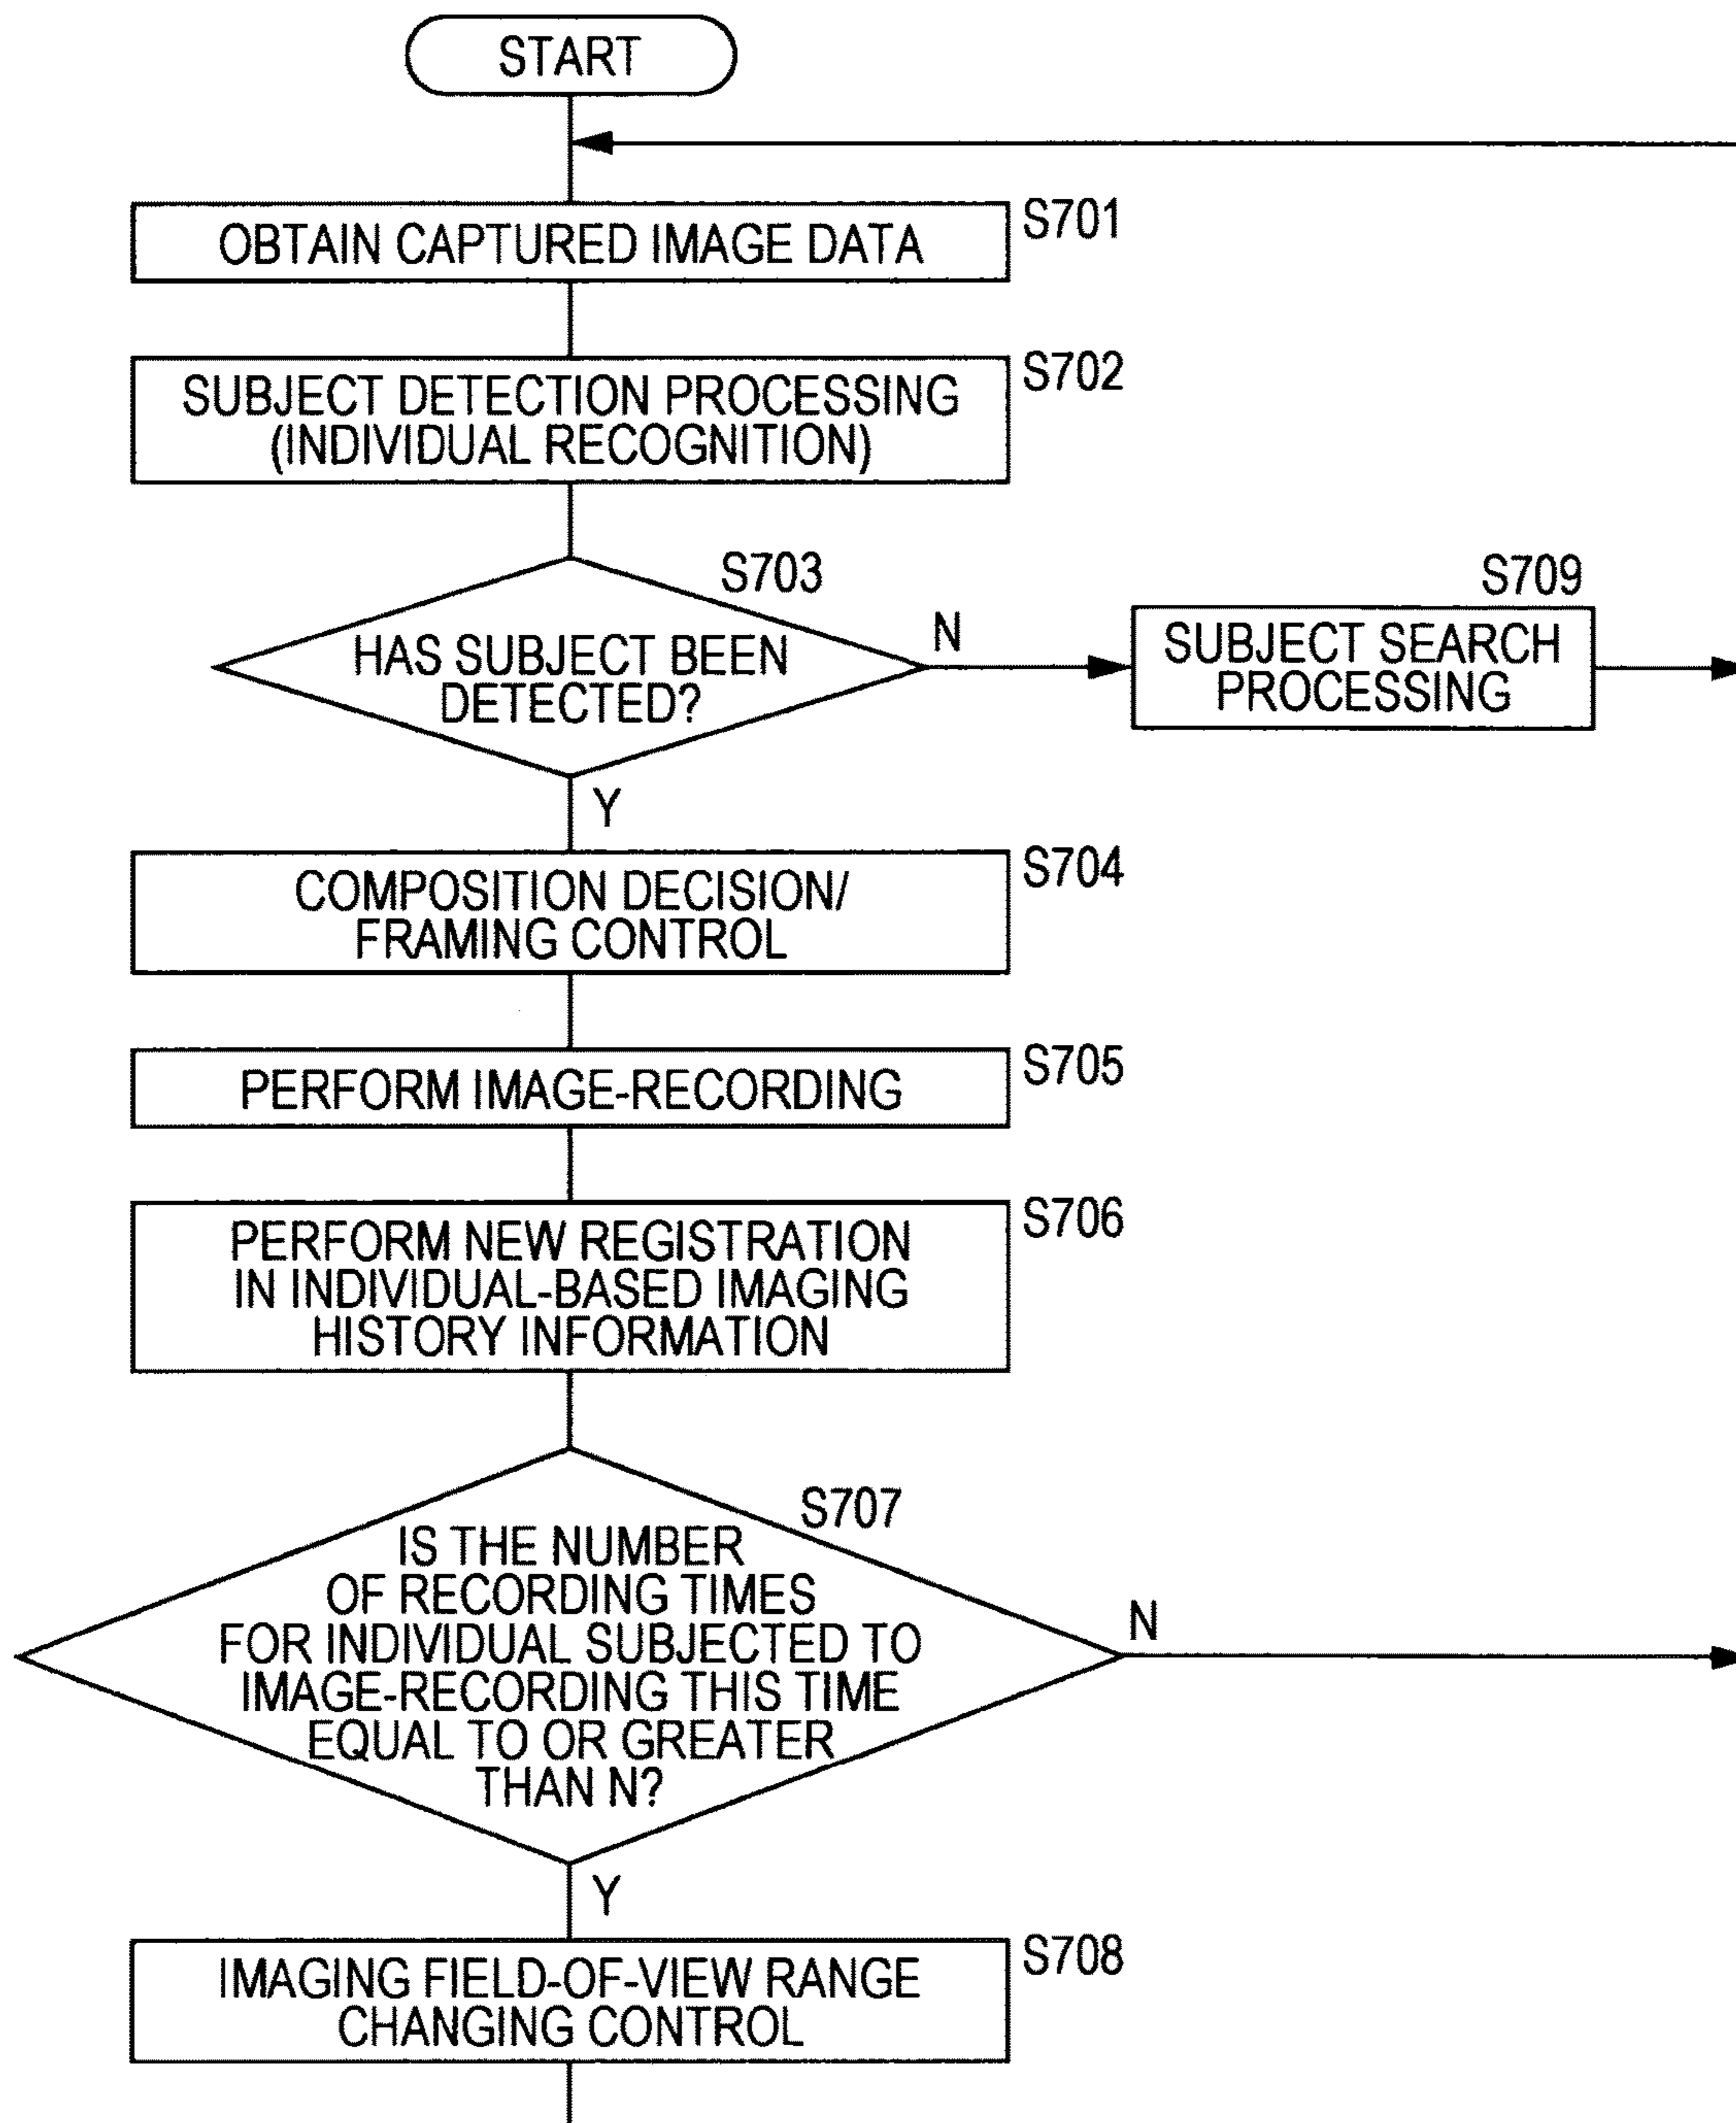 START
OBTAIN CAPTURED IMAGE DATA
S701
SUBJECT DETECTION PROCESSING
(INDIVIDUAL RECOGNITION)
S702
S703
HAS SUBJECT BEEN
DETECTED?
N
S709
SUBJECT SEARCH
PROCESSING
Y
COMPOSITION DECISION/
FRAMING CONTROL
S704
PERFORM IMAGE-RECORDING
S705
PERFORM NEW REGISTRATION
IN INDIVIDUAL-BASED IMAGING
HISTORY INFORMATION
S706
S707
IS THE NUMBER
OF RECORDING TIMES
FOR INDIVIDUAL SUBJECTED TO
IMAGE-RECORDING THIS TIME
EQUAL TO OR GREATER
THAN N?
N
Y
IMAGING FIELD-OF-VIEW RANGE
CHANGING CONTROL
S708